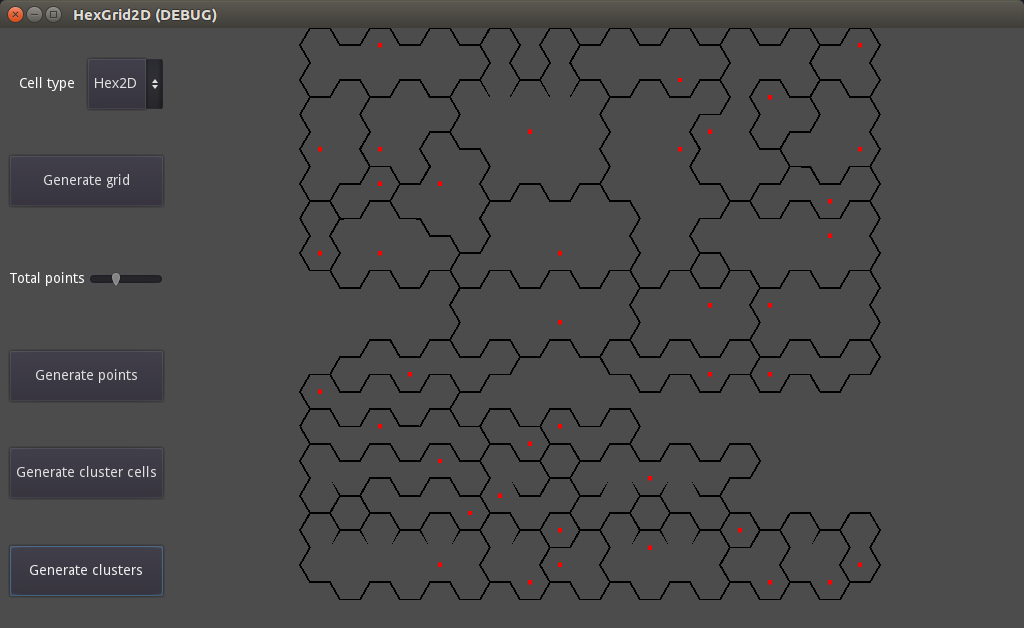 HexGrid2D (DEBUG)
Cell type
Hex2D
Generate grid
Total points
Generate points
Generate cluster cells
Generate clusters